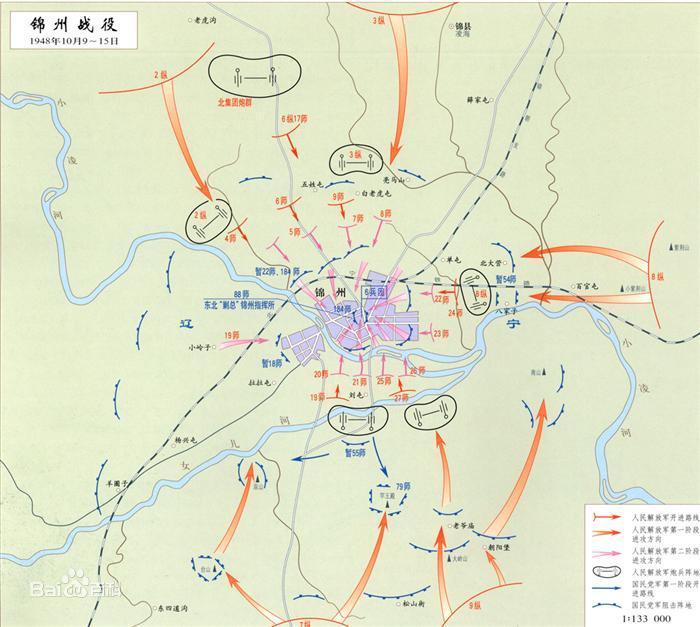 锦州战役
1948年10月9～15日
老虎沟
3纵
锦县
凌海
2纵
北集团炮群
薛家屯
小
凌
河
6纵17师
3纵
亮马山
五姓屯
白老虎屯
6师
9师
8师
7师
5师
2纵
4师
单屯
北大营
紫荆山
暂22师，184师
宁
暂54师
8纵
88师
东北"剿总"锦州指挥所
锦州
6兵团
8纵
百官屯
小紫荆山
22师
24师
八家子
辽
宁
184师
19师
小岭子
23师
暂18师
南山
小
凌
河
拉拉屯
20师
21师
25师
26师
19师
刘屯
27师
杨兴屯
女
儿
河
暂55师
羊圈子
79师
罕王殿
老爷庙
朝阳堡
大岭山
台山
松山街
东四道沟
7纵
9纵
人民解放军开进路线
人民解放军第一阶段
进攻方向
人民解放军第二阶段
进攻方向
人民解放军炮兵阵地
国民党军第一阶段开
进路线
国民党军阻击阵地
1:133 000
Bai百科